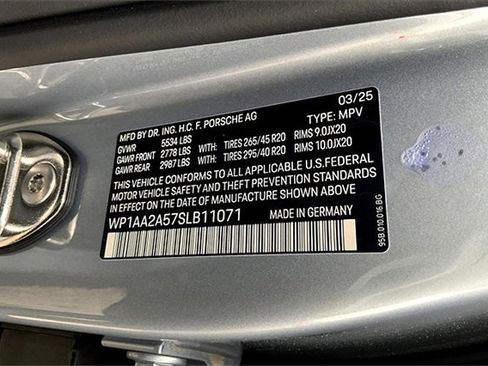 MFD BY DR. ING. H.C. F. PORSCHE AG 03/25
GVWR 5534 LBS TYPE: MPV
GAWR FRONT 2778 LBS WITH TIRES 265/45 R20 RIMS 9.0JX20
GAWR REAR 2987 LBS WITH TIRES 295/40 R20 RIMS 10.0JX20
THIS VEHICLE CONFORMS TO ALL APPLICABLE U.S.FEDERAL
MOTOR VEHICLE SAFETY AND THEFT PREVENTION STANDARDS
IN EFFECT ON THE DATE OF MANUFACTURE SHOWN ABOVE
WP1AA2A57SLB11071 MADE IN GERMANY
95B.010.016.BG